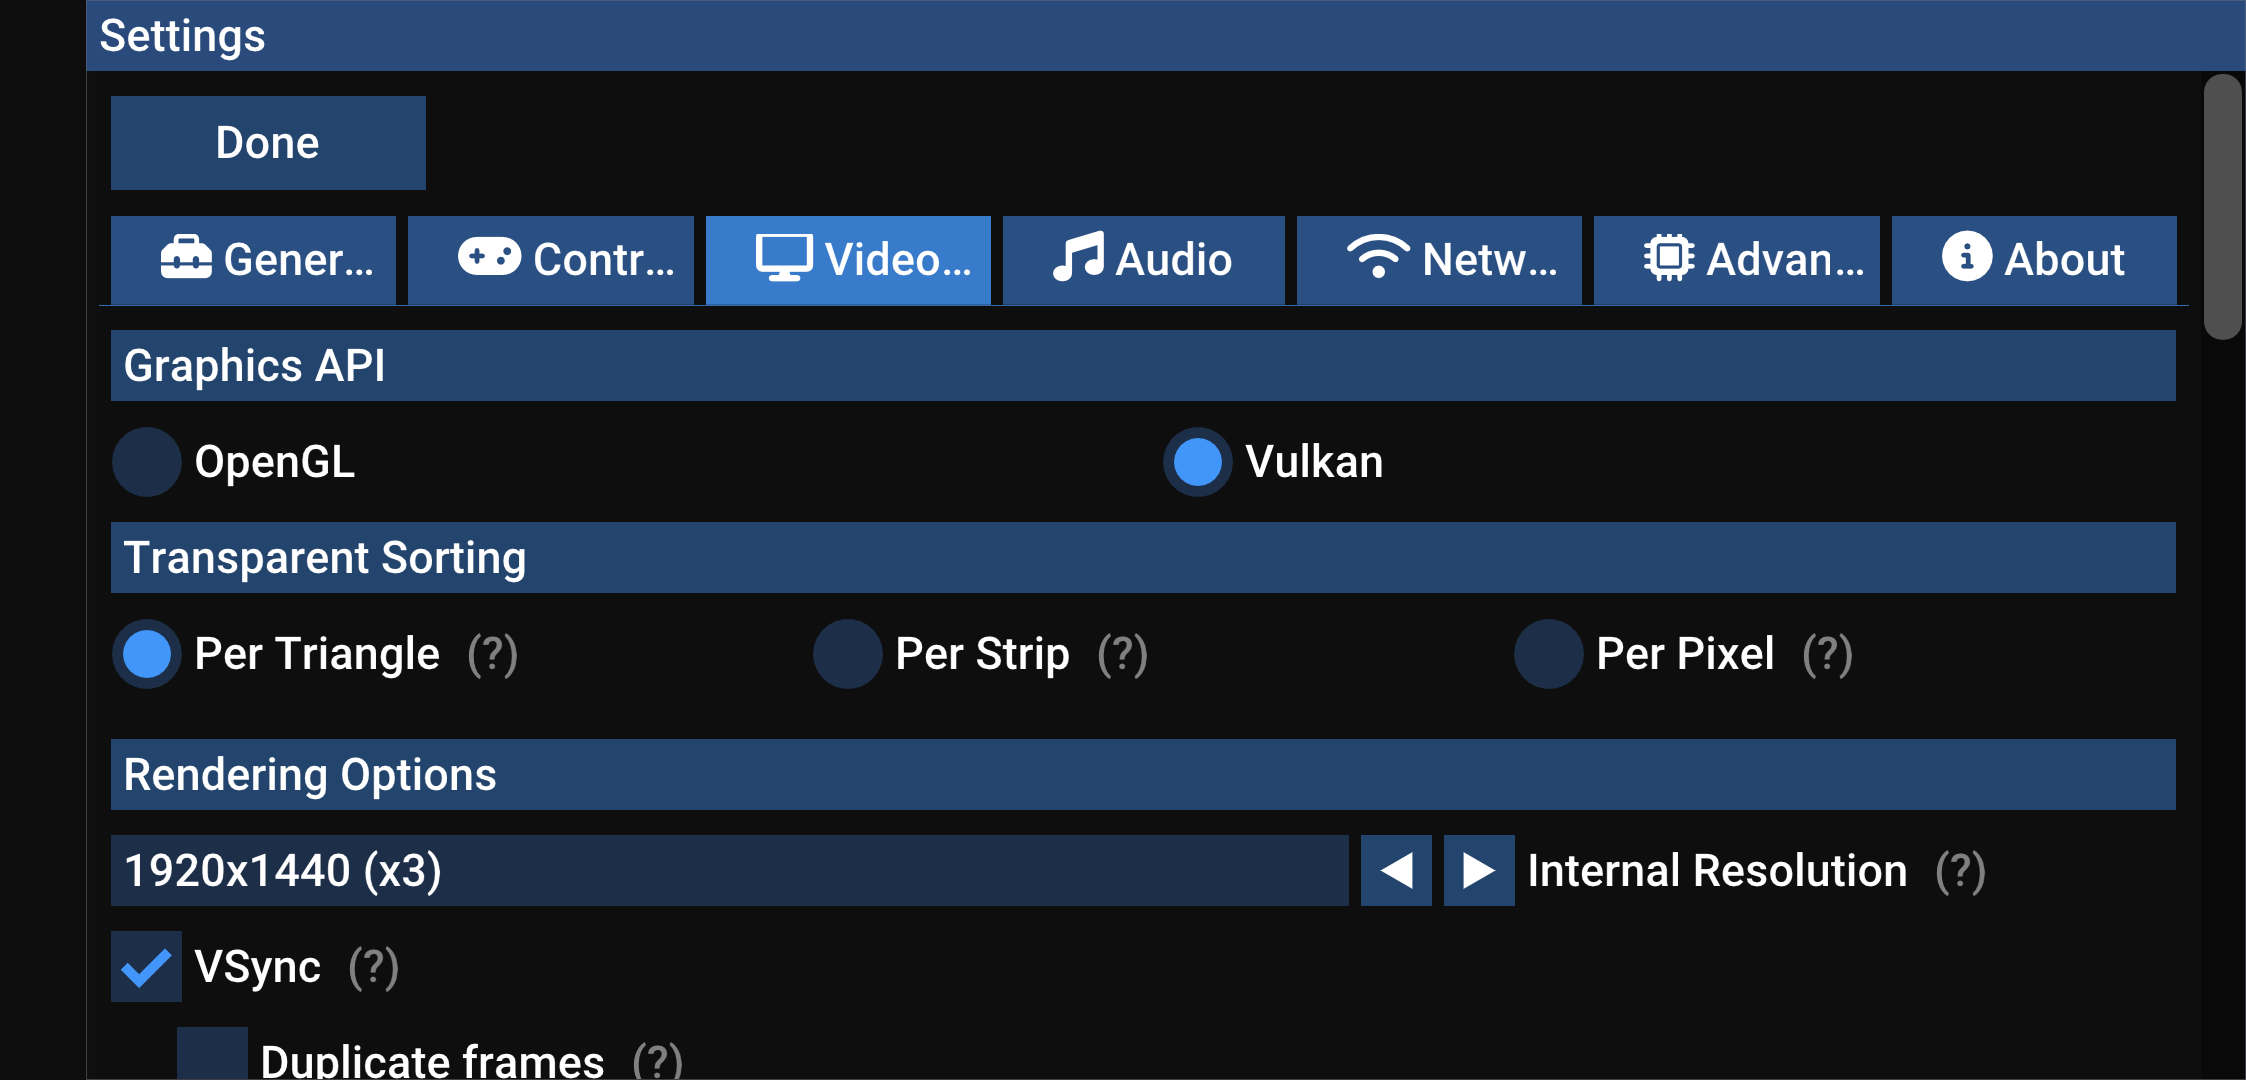 Settings
Done
Gener... Contr... Video... Audio Netw... Advan... About
Graphics API
OpenGL Vulkan
Transparent Sorting
Per Triangle (?) Per Strip (?) Per Pixel (?)
Rendering Options
1920x1440 (x3) Internal Resolution (?)
VSync (?)
Duplicate frames (?)